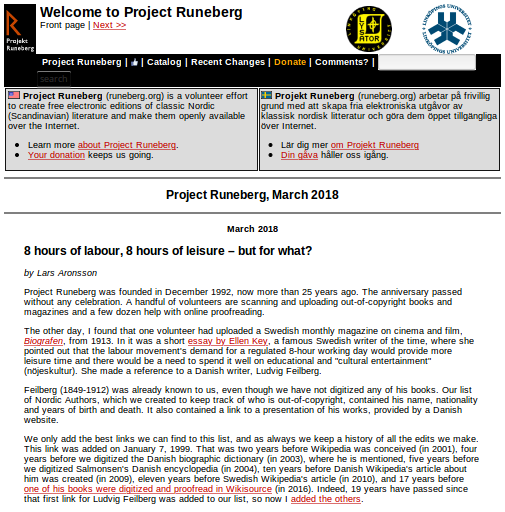 Welcome to Project Runeberg
Front page | Next >>
Projekt
Runeberg
LYS
ATOR
LINKÖPINGS UNIVERSITET
Project Runeberg | | Catalog | Recent Changes | Donate | Comments? |
search
Project Runeberg (runeberg.org) is a volunteer effort
to create free electronic editions of classic Nordic
(Scandinavian) literature and make them openly available
over the Internet.
• Learn more about Project Runeberg.
• Your donation keeps us going.
Projekt Runeberg (runeberg.org) arbetar på frivillig
grund med att skapa fria elektroniska utgåvor av
klassisk nordisk litteratur och göra dem öppet tillgängliga
över Internet.
• Lär dig mer om Projekt Runeberg
• Din gåva håller oss igång.
Project Runeberg, March 2018
March 2018
8 hours of labour, 8 hours of leisure – but for what?
by Lars Aronsson
Project Runeberg was founded in December 1992, now more than 25 years ago. The anniversary passed
without any celebration. A handful of volunteers are scanning and uploading out-of-copyright books and
magazines and a few dozen help with online proofreading.
The other day, I found that one volunteer had uploaded a Swedish monthly magazine on cinema and film,
Biografen, from 1913. In it was a short essay by Ellen Key, a famous Swedish writer of the time, where she
pointed out that the labour movement's demand for a regulated 8-hour working day would provide more
leisure time and there would be a need to spend it well on educational and "cultural entertainment"
(nöjeskultur). She made a reference to a Danish writer, Ludvig Feilberg.
Feilberg (1849-1912) was already known to us, even though we have not digitized any of his books. Our list
of Nordic Authors, which we created to keep track of who is out-of-copyright, contained his name, nationality
and years of birth and death. It also contained a link to a presentation of his works, provided by a Danish
website.
We only add the best links we can find to this list, and as always we keep a history of all the edits we make.
This link was added on January 7, 1999. That was two years before Wikipedia was conceived (in 2001), four
years before we digitized the Danish biographic dictionary (in 2003), where he is mentioned, five years before
we digitized Salmonsen's Danish encyclopedia (in 2004), ten years before Danish Wikipedia's article about
him was created (in 2009), eleven years before Swedish Wikipedia's article (in 2010), and 17 years before
one of his books were digitized and proofread in Wikisource (in 2016). Indeed, 19 years have passed since
that first link for Ludvig Feilberg was added to our list, so now I added the others.